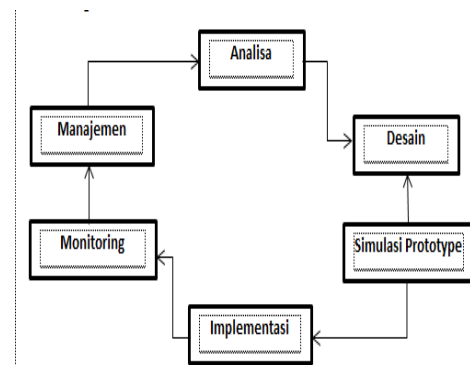 Analisa
Manajemen
Desain
Monitoring
Simulasi Prototype
Implementasi